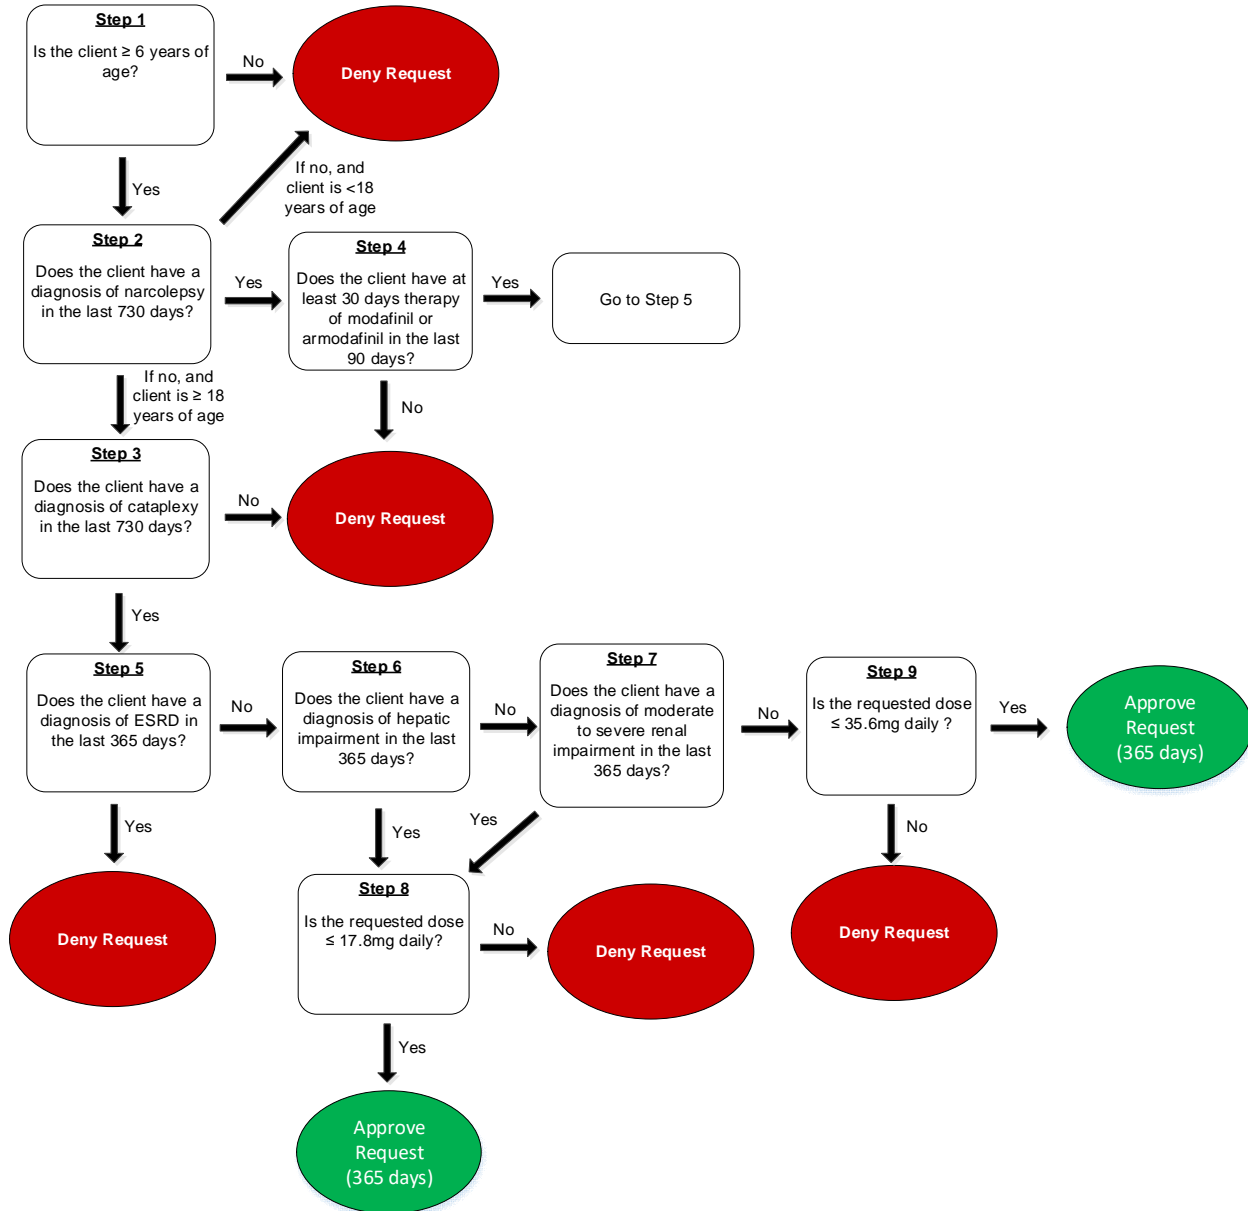 Step 1
Is the client ≥ 6 years of
age?
No
Deny Request
Yes
If no, and
client is <18
years of age
Step 2
Does the client have a
diagnosis of narcolepsy
in the last 730 days?
Yes
Step 4
Does the client have at
least 30 days therapy
of modafinil or
armodafinil in the last
90 days?
Yes
Go to Step 5
If no, and
client is ≥ 18
years of age
No
Step 3
Does the client have a
diagnosis of cataplexy
in the last 730 days?
No
Deny Request
Yes
Step 5
Does the client have a
diagnosis of ESRD in
the last 365 days?
No
Step 6
Does the client have a
diagnosis of hepatic
impairment in the last
365 days?
No
Step 7
Does the client have a
diagnosis of moderate
to severe renal
impairment in the last
365 days?
No
Step 9
Is the requested dose
≤ 35.6mg daily ?
Yes
Approve
Request
(365 days)
Yes
Yes
Yes
No
Deny Request
Step 8
Is the requested dose
≤ 17.8mg daily?
No
Deny Request
Deny Request
Yes
Approve
Request
(365 days)